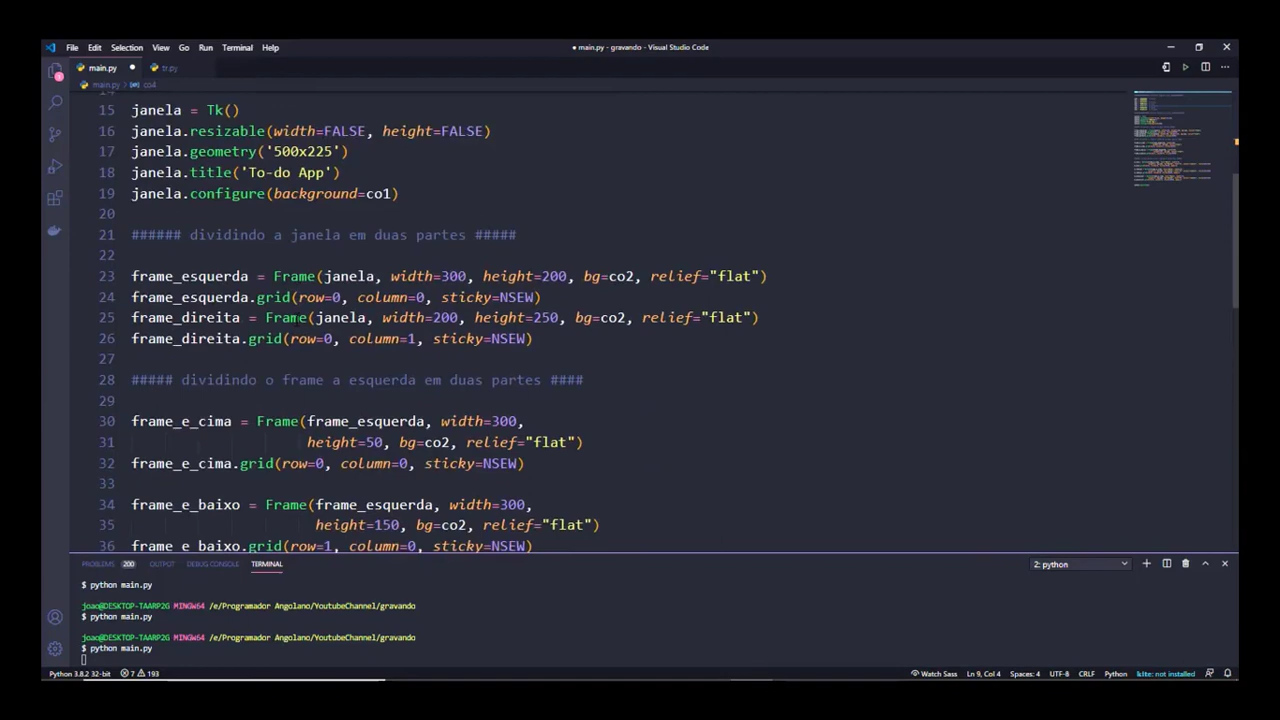 File Edit Selection View Go Run Terminal Help
● main.py - gravando - Visual Studio Code
main.py ● tr.py
main.py > co4
14
15 janela = Tk()
16 janela.resizable(width=FALSE, height=FALSE)
17 janela.geometry('500x225')
18 janela.title('To-do App')
19 janela.configure(background=co1)
20
21 ###### dividindo a janela em duas partes #####
22
23 frame_esquerda = Frame(janela, width=300, height=200, bg=co2, relief="flat")
24 frame_esquerda.grid(row=0, column=0, sticky=NSEW)
25 frame_direita = Frame(janela, width=200, height=250, bg=co2, relief="flat")
26 frame_direita.grid(row=0, column=1, sticky=NSEW)
27
28 ##### dividindo o frame a esquerda em duas partes ####
29
30 frame_e_cima = Frame(frame_esquerda, width=300,
31 height=50, bg=co2, relief="flat")
32 frame_e_cima.grid(row=0, column=0, sticky=NSEW)
33
34 frame_e_baixo = Frame(frame_esquerda, width=300,
35 height=150, bg=co2, relief="flat")
36 frame_e_baixo.grid(row=1, column=0, sticky=NSEW)
PROBLEMS 200 OUTPUT DEBUG CONSOLE TERMINAL 2: python
$ python main.py
joao@DESKTOP-TAARP2G MINGW64 /e/Programador Angolano/YoutubeChannel/gravando
$ python main.py
joao@DESKTOP-TAARP2G MINGW64 /e/Programador Angolano/YoutubeChannel/gravando
$ python main.py
Python 3.8.2 32-bit 7 193 Watch Sass Ln 9, Col 4 Spaces: 4 UTF-8 CRLF Python kite: not installed